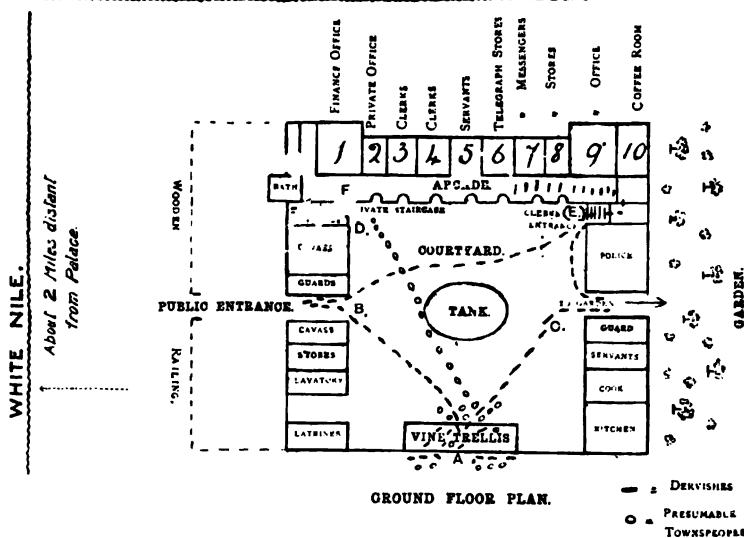 FINANCE OFFICE
PRIVATE OFFICE
CLERKS
CLERKS
SERVANTS
TELEGRAPH STORES
" MESSENGERS
" STORES
" OFFICE
COFFEE ROOM
1 2 3 4 5 6 7 8 9 10
BATH
F
STAIRCASE
ENTRANCE
E
D.
COURTYARD.
POLICE
GUARDS
PUBLIC ENTRANCE.
B.
TANK.
C.
GARDEN
GARDEN.
CAVASS
STORES
LAVATORY
LATRINES
GUARD
SERVANTS
COOK
KITCHEN
VINE TRELLIS
A
WOODEN
RAILING.
WHITE NILE.
About 2 Miles distant
from Palace.
GROUND FLOOR PLAN.
= DERVISHES
= PRESUMABLE
TOWNSPEOPLE